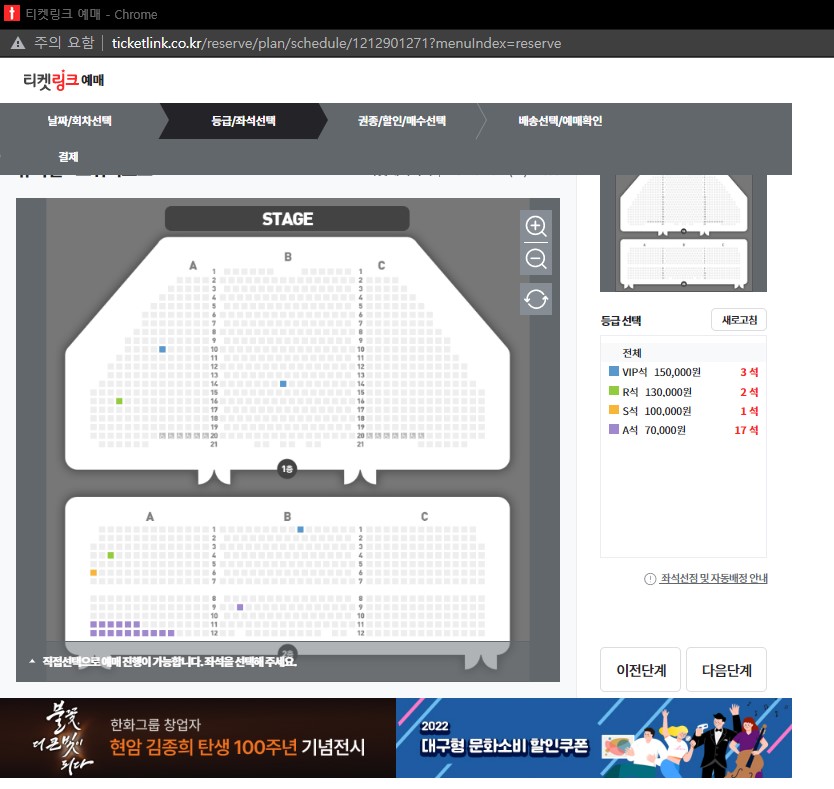 티켓링크 예매 - Chrome
주의 요함 | ticketlink.co.kr/reserve/plan/schedule/1212901271?menuIndex=reserve
티켓링크 예매
날짜/회차선택
등급/좌석선택
권종/할인/매수선택
배송선택/예매확인
결제
STAGE
A
B
C
1 1
2 2
3 3
4 4
5 5
6 6
7 7
8 8
9 9
10 10
11 11
12 12
13 13
14 14
15 15
16 16
17 17
18 18
19 19
20 20
21 21
1층
A
B
C
1 1
2 2
3 3
4 4
5 5
6 6
7 7
8 8
9 9
10 10
11 11
12 12
직접선택으로 예매 진행이 가능합니다. 좌석을 선택해 주세요.
등급 선택
새로고침
전체
VIP석 150,000원 3 석
R석 130,000원 2 석
S석 100,000원 1 석
A석 70,000원 17 석
좌석선점 및 자동배정 안내
이전단계
다음단계
불꽃
더 큰 빛이
되다
한화그룹 창업자
현암 김종희 탄생 100주년 기념전시
2022
대구형 문화소비 할인쿠폰